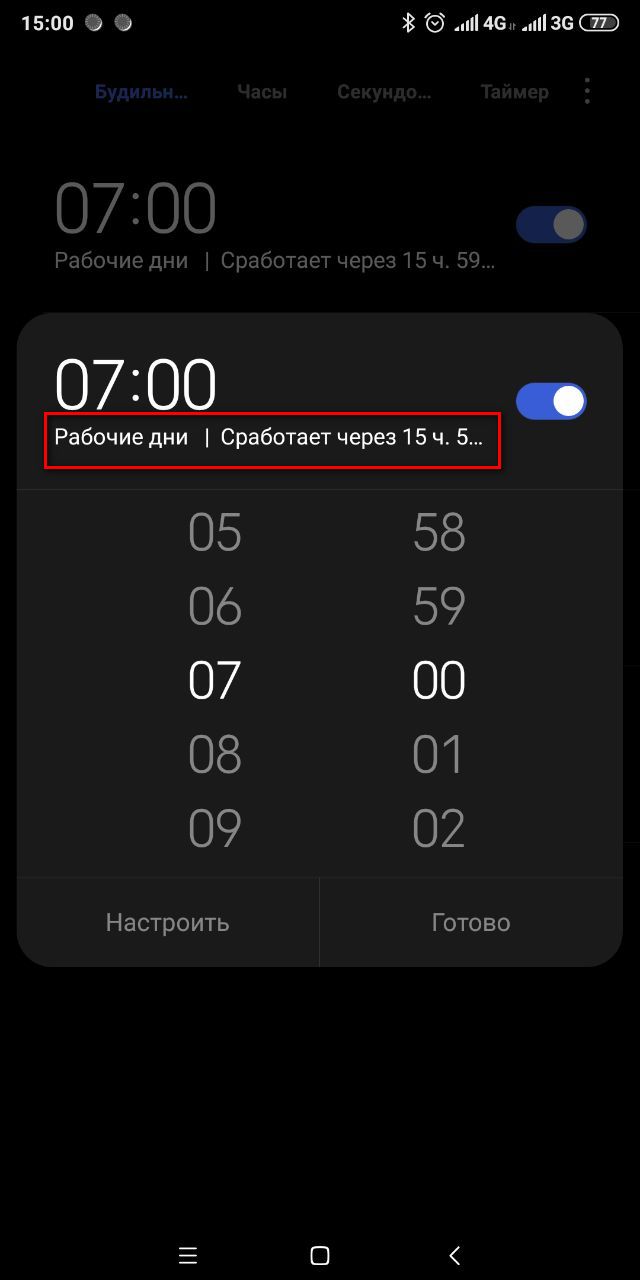 15:00 4G 3G 77
Будильн... Часы Секундо... Таймер
07:00
Рабочие дни | Сработает через 15 ч. 59...
07:00
Рабочие дни | Сработает через 15 ч. 5...
05 58
06 59
07 00
08 01
09 02
Настроить Готово